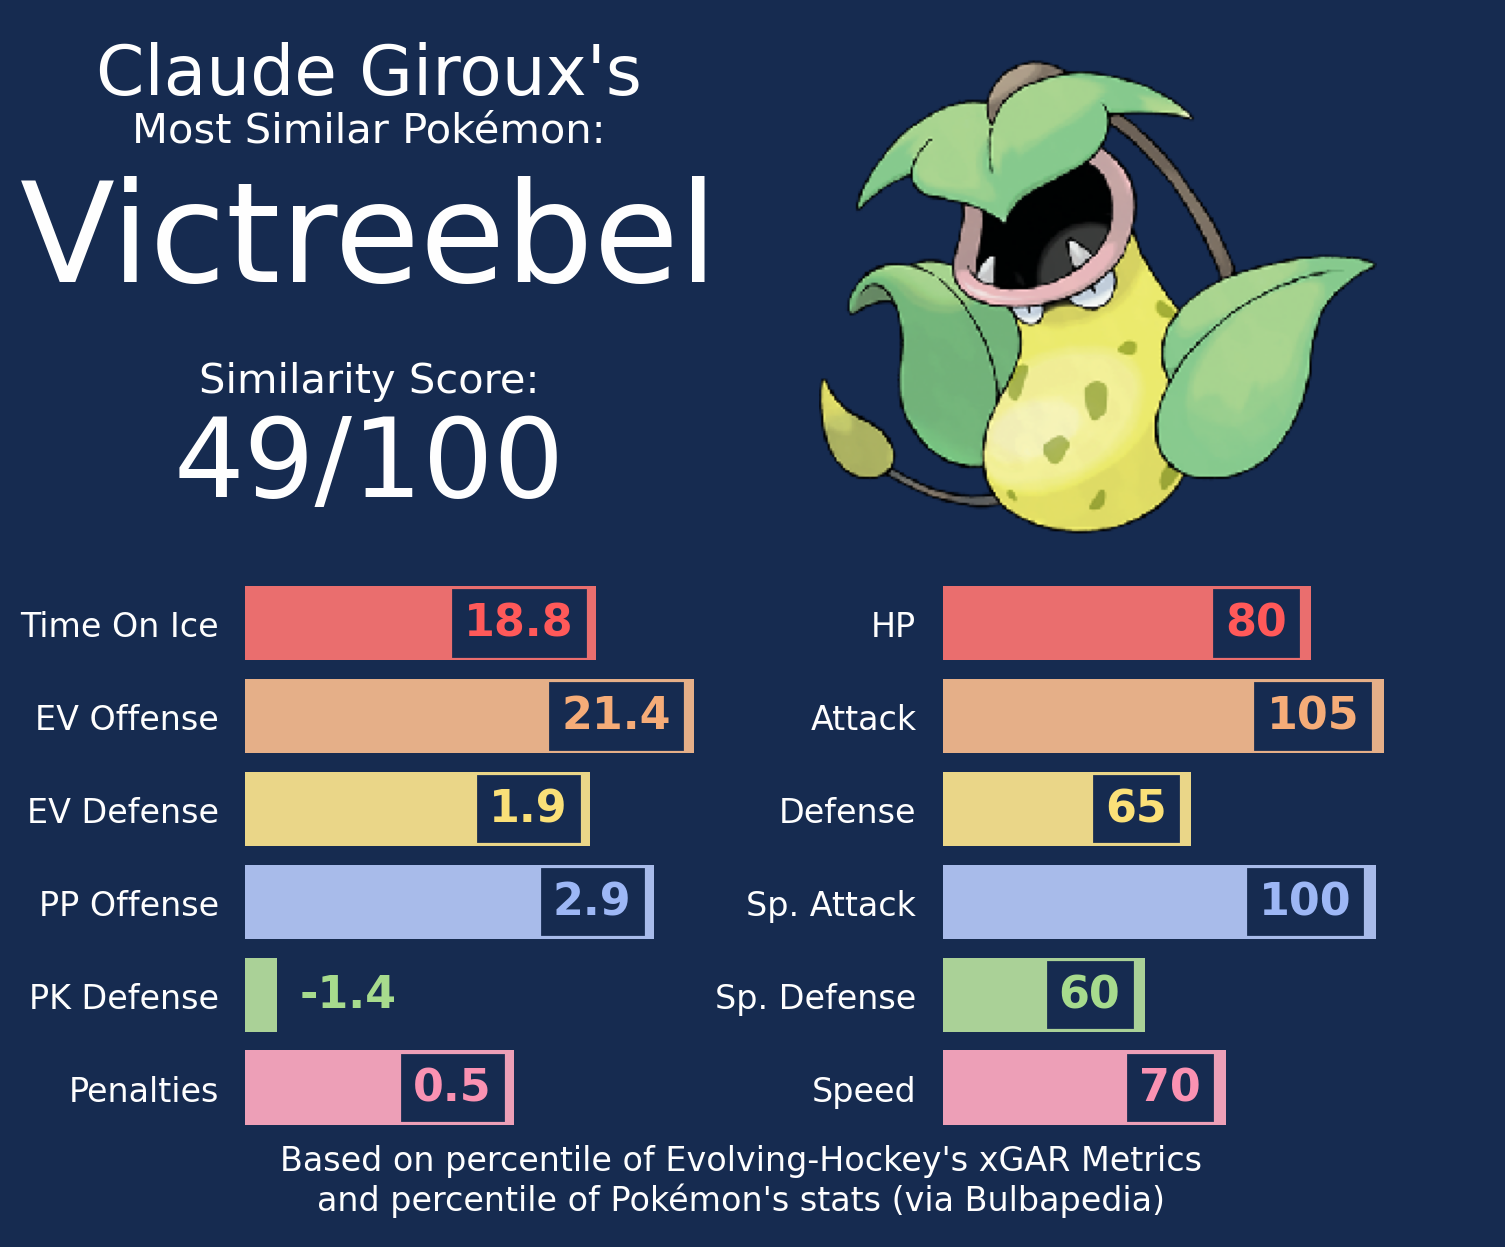 Claude Giroux's
Most Similar Pokémon:
Victreebel
Similarity Score:
49/100
Time On Ice 18.8
EV Offense 21.4
EV Defense 1.9
PP Offense 2.9
PK Defense -1.4
Penalties 0.5
HP 80
Attack 105
Defense 65
Sp. Attack 100
Sp. Defense 60
Speed 70
Based on percentile of Evolving-Hockey's xGAR Metrics
and percentile of Pokémon's stats (via Bulbapedia)